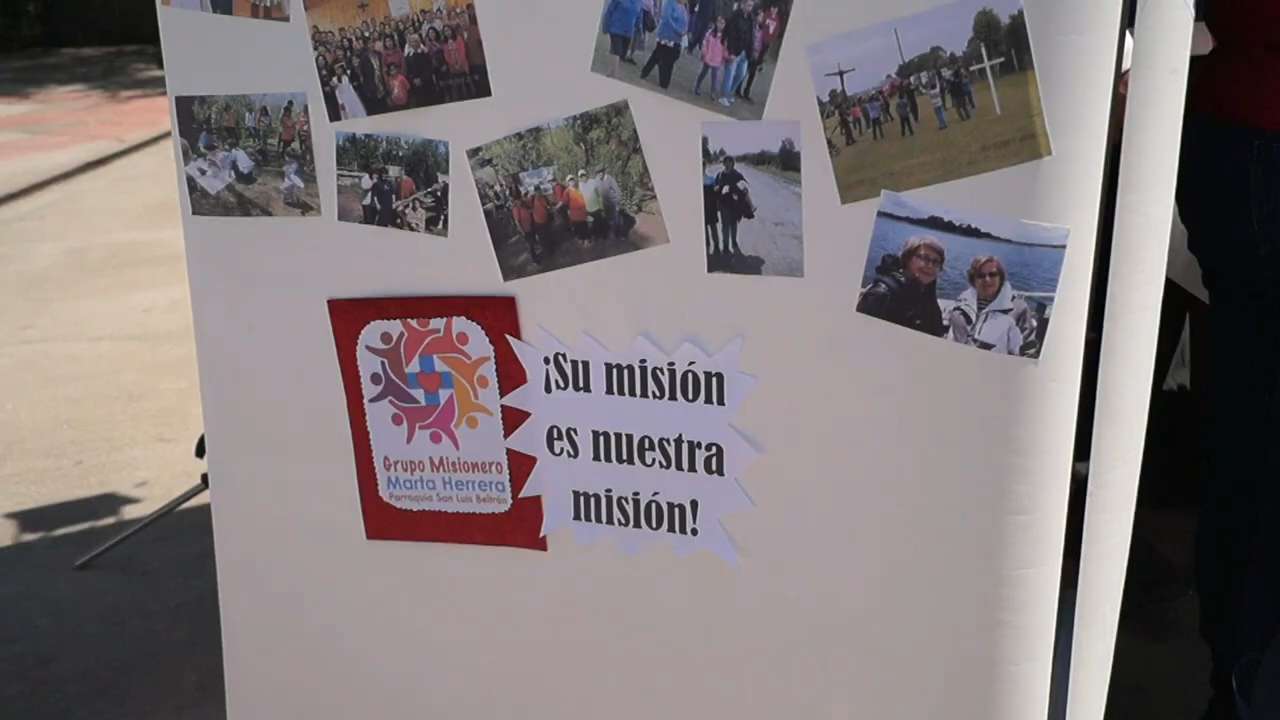 ¡Su misión
es nuestra
misión!
Grupo Misionero
Marta Herrera
Parroquia San Luis Beltrán